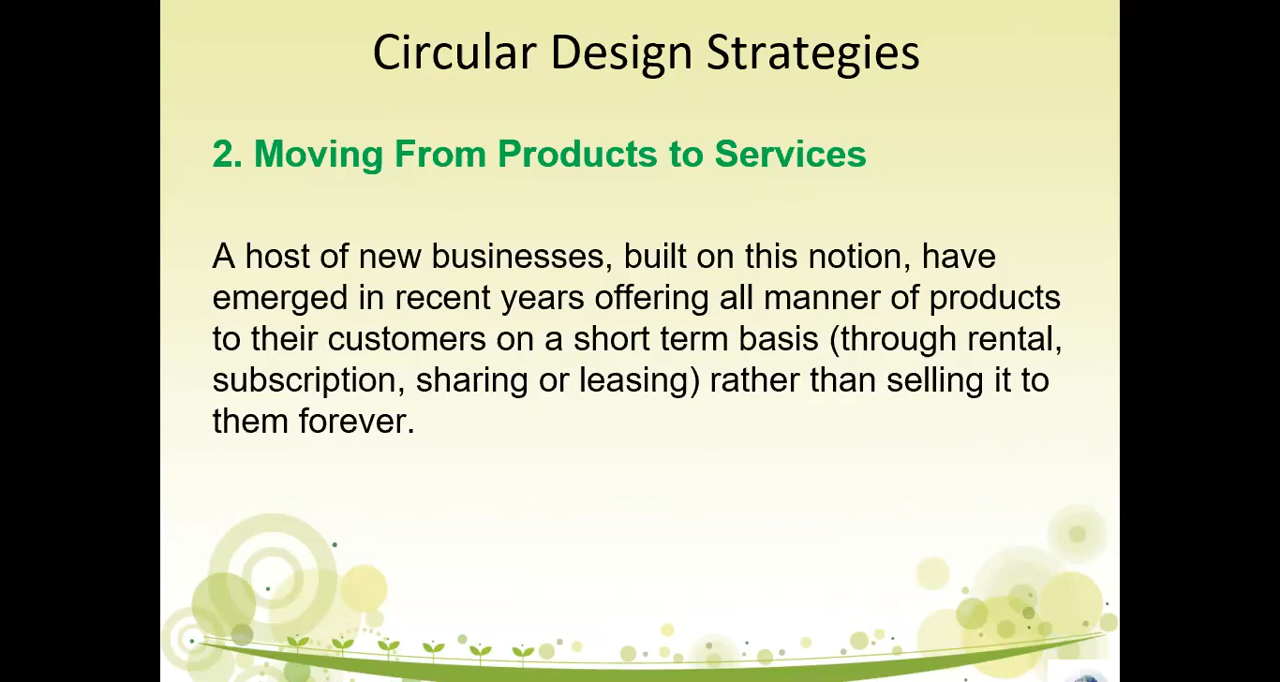 Circular Design Strategies
2. Moving From Products to Services
A host of new businesses, built on this notion, have
emerged in recent years offering all manner of products
to their customers on a short term basis (through rental,
subscription, sharing or leasing) rather than selling it to
them forever.